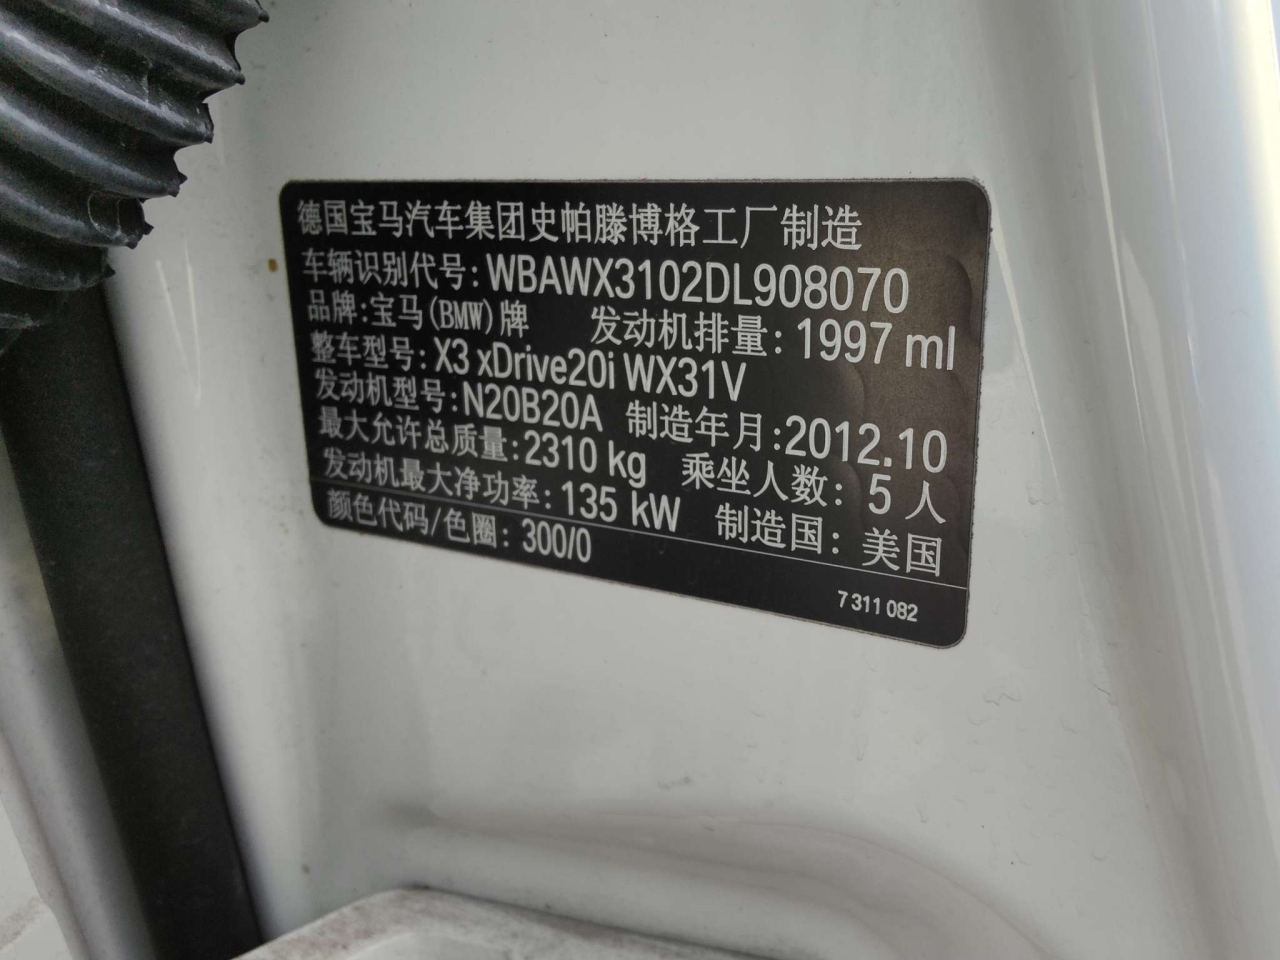 德国宝马汽车集团史帕滕博格工厂制造
车辆识别代号: WBAWX3102DL908070
品牌:宝马(BMW)牌 发动机排量: 1997 ml
整车型号: X3 xDrive20i WX31V
发动机型号: N20B20A 制造年月:2012.10
最大允许总质量: 2310 kg 乘坐人数: 5 人
发动机最大净功率: 135 kW 制造国: 美国
颜色代码/色圈: 300/0
7 311 082